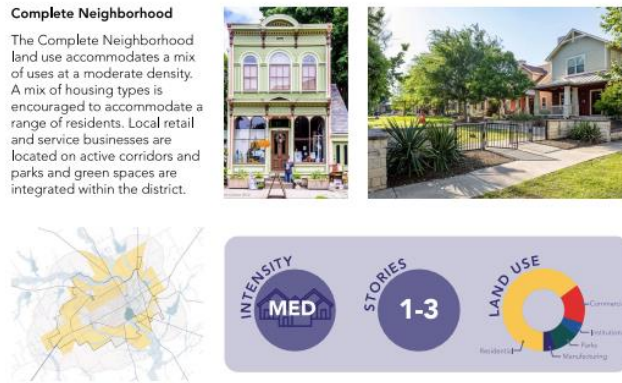 Complete Neighborhood
The Complete Neighborhood
land use accommodates a mix
of uses at a moderate density.
A mix of housing types is
encouraged to accommodate a
range of residents. Local retail
and service businesses are
located on active corridors and
parks and green spaces are
integrated within the district.
INTENSITY
MED
STORIES
1-3
LAND USE
Commerc
Institution
Parks
Manufacturing
Residential